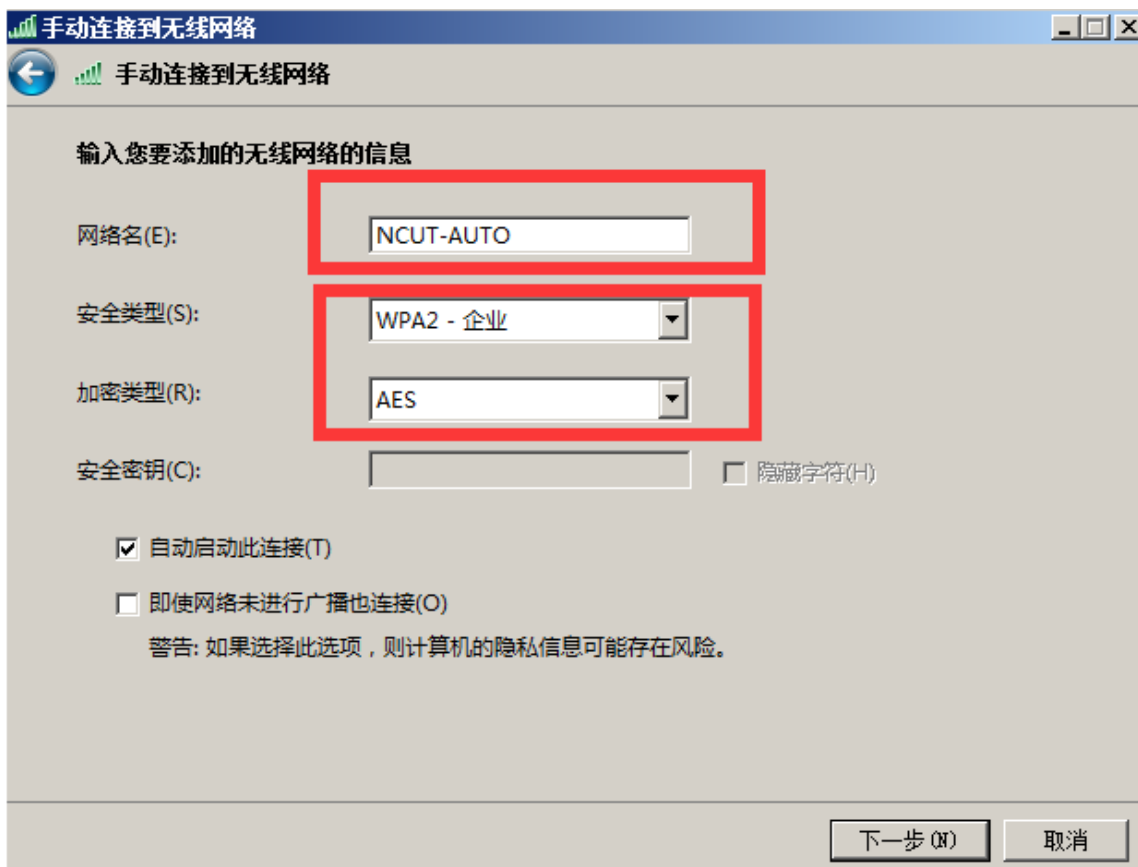 手动连接到无线网络
手动连接到无线网络
输入您要添加的无线网络的信息
网络名(E): NCUT-AUTO
安全类型(S): WPA2 - 企业
加密类型(R): AES
安全密钥(C): 隐藏字符(H)
自动启动此连接(T)
即使网络未进行广播也连接(O)
警告: 如果选择此选项，则计算机的隐私信息可能存在风险。
下一步(N) 取消